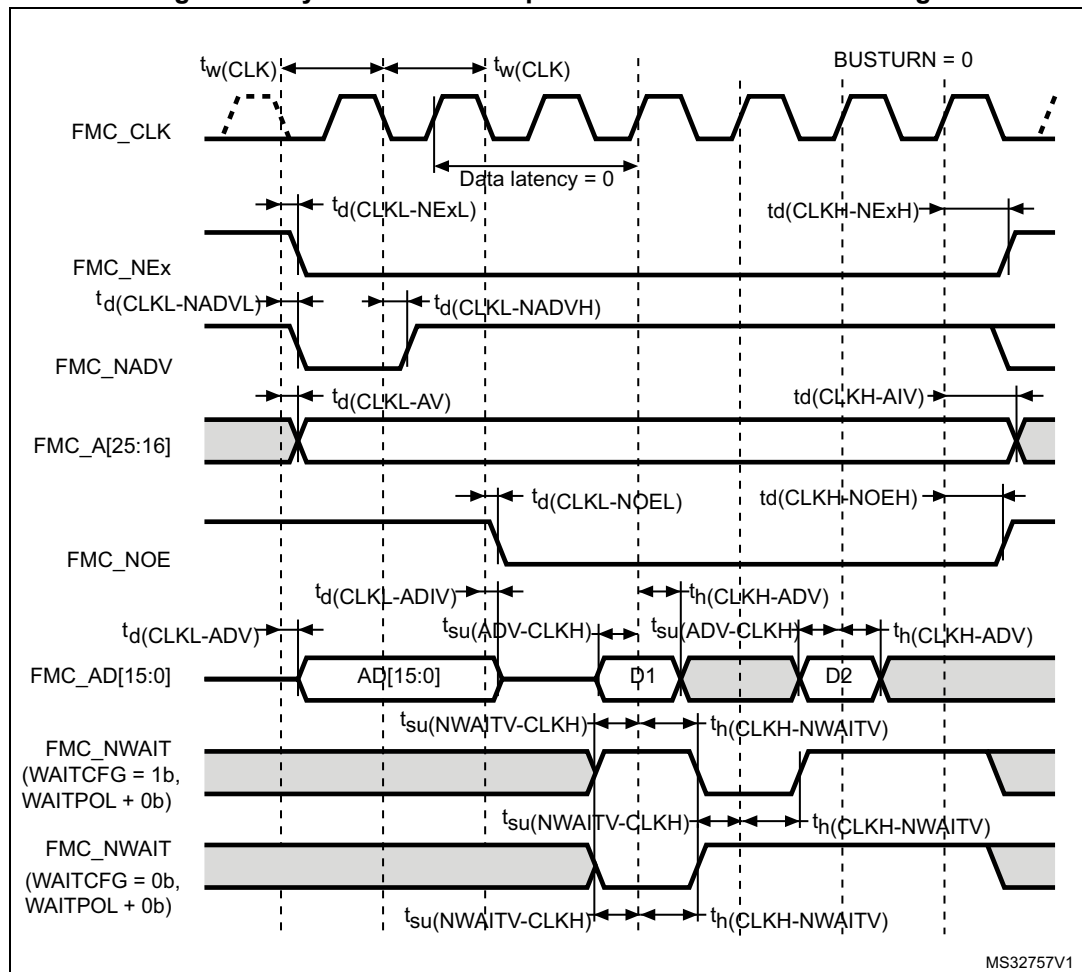 BUSTURN = 0
tw(CLK) tw(CLK)
FMC_CLK
Data latency = 0
td(CLKL-NExL) td(CLKH-NExH)
FMC_NEx
td(CLKL-NADVL) td(CLKL-NADVH)
FMC_NADV
td(CLKL-AV) td(CLKH-AIV)
FMC_A[25:16]
td(CLKL-NOEL) td(CLKH-NOEH)
FMC_NOE
td(CLKL-ADIV) th(CLKH-ADV)
td(CLKL-ADV) tsu(ADV-CLKH) tsu(ADV-CLKH) th(CLKH-ADV)
FMC_AD[15:0] AD[15:0] D1 D2
tsu(NWAITV-CLKH) th(CLKH-NWAITV)
FMC_NWAIT
(WAITCFG = 1b,
WAITPOL + 0b)
tsu(NWAITV-CLKH) th(CLKH-NWAITV)
FMC_NWAIT
(WAITCFG = 0b,
WAITPOL + 0b)
tsu(NWAITV-CLKH) th(CLKH-NWAITV)
MS32757V1